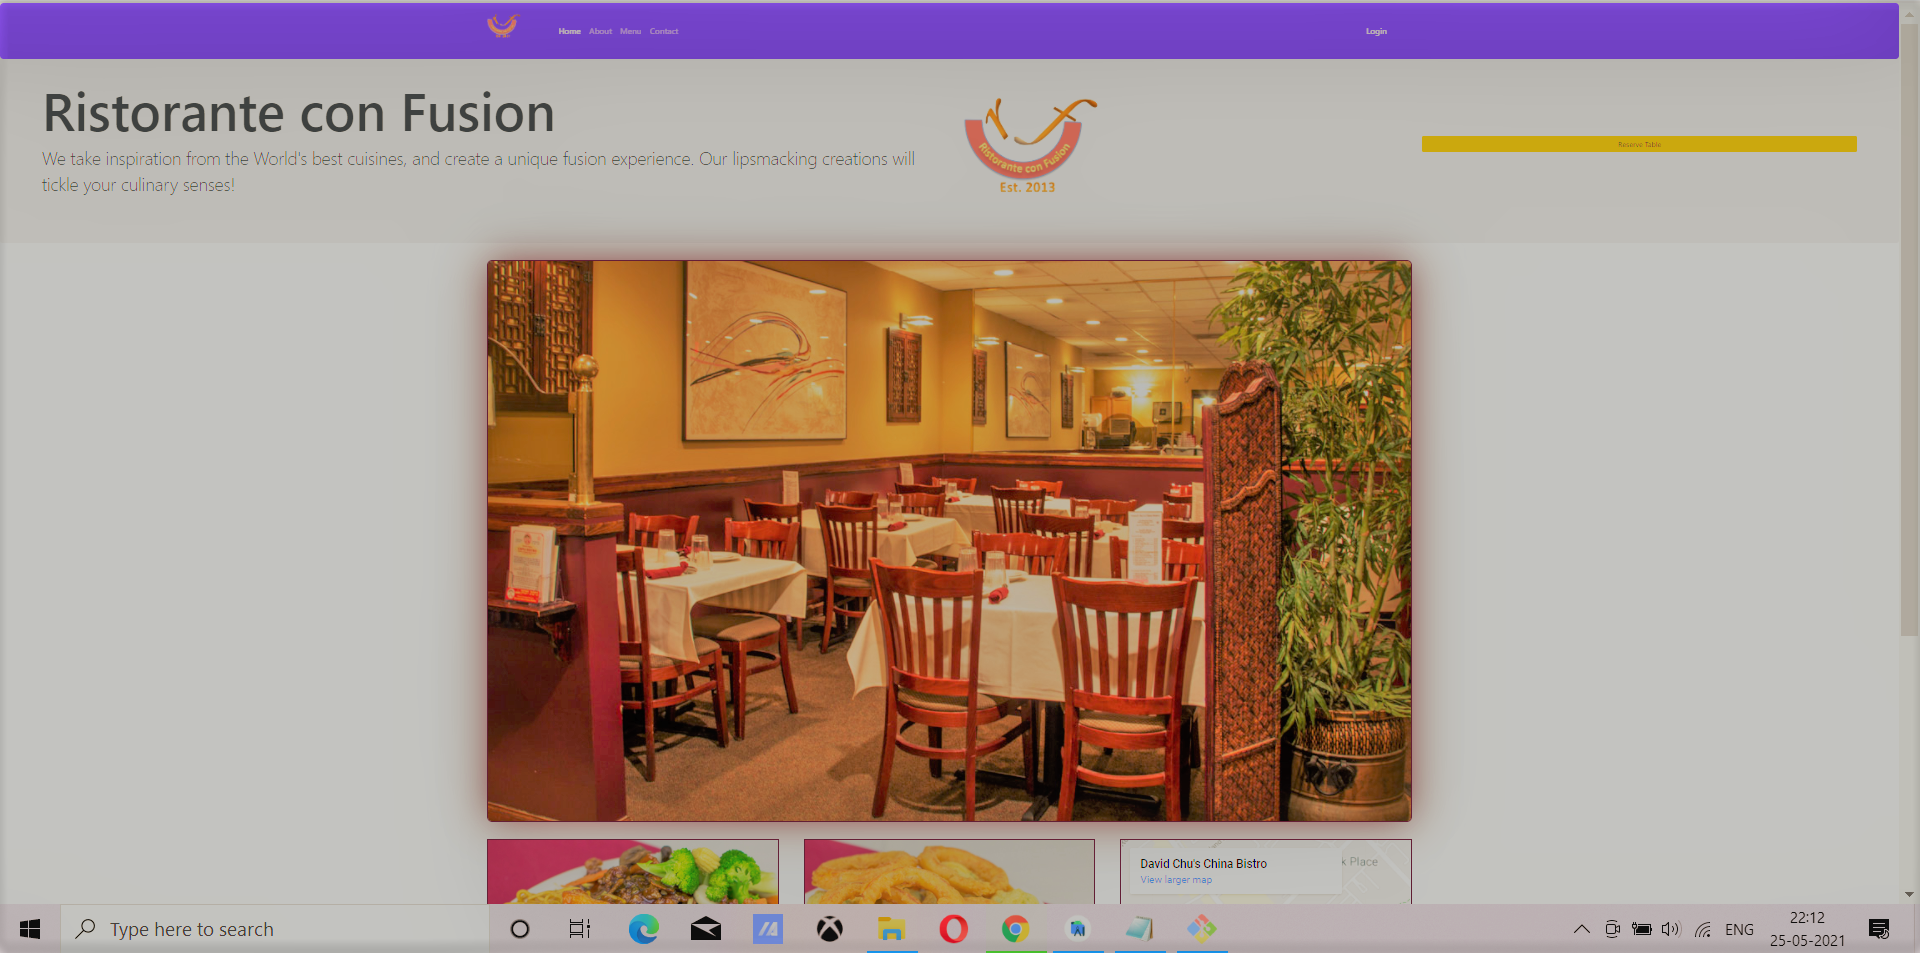 Home About Menu Contact
Login
Ristorante con Fusion
We take inspiration from the World's best cuisines, and create a unique fusion experience. Our lipsmacking creations will
tickle your culinary senses!
Ristorante con Fusion
Est. 2013
Reserve Table
David Chu's China Bistro
View larger map
k Place
Type here to search
ENG
22:12
25-05-2021